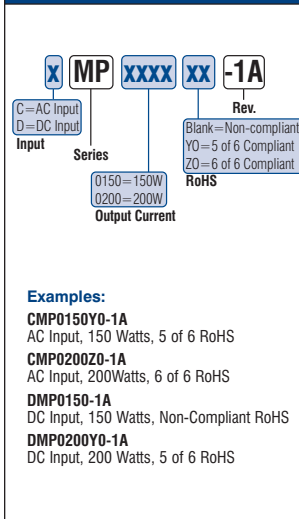 x MP xxxx xx -1A
C=AC Input
D=DC Input
Input
Series
0150=150W
0200=200W
Output Current
Rev.
Blank=Non-compliant
Y0=5 of 6 Compliant
Z0=6 of 6 Compliant
RoHS
Examples:
CMP0150Y0-1A
AC Input, 150 Watts, 5 of 6 RoHS
CMP0200Z0-1A
AC Input, 200Watts, 6 of 6 RoHS
DMP0150-1A
DC Input, 150 Watts, Non-Compliant RoHS
DMP0200Y0-1A
DC Input, 200 Watts, 5 of 6 RoHS